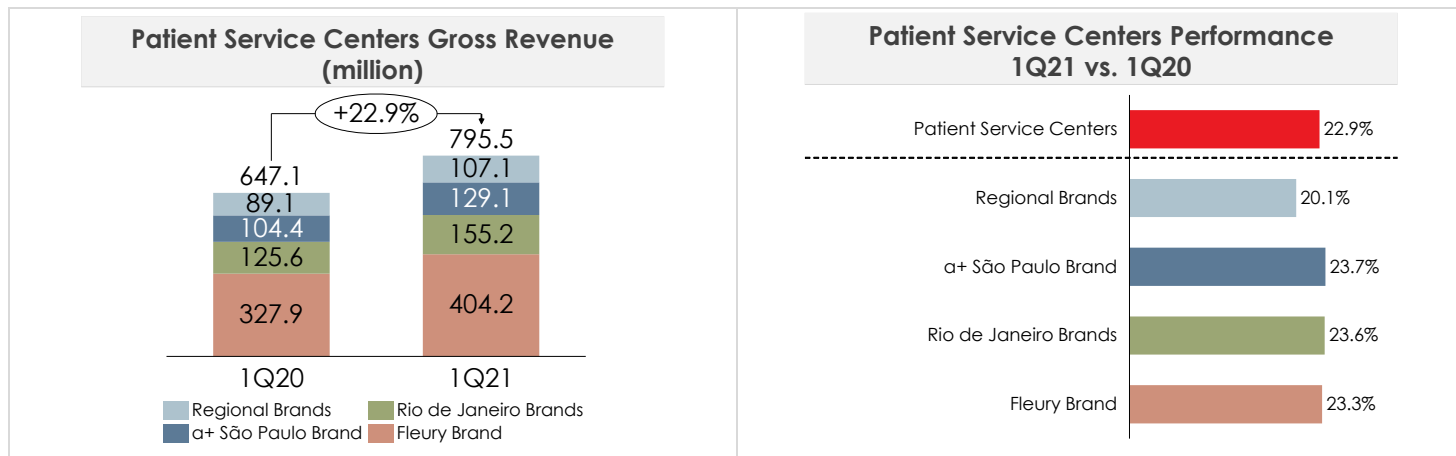 Patient Service Centers Gross Revenue
(million)
+22.9%
647.1
795.5
89.1
107.1
104.4
129.1
125.6
155.2
327.9
404.2
1Q20
1Q21
Regional Brands
Rio de Janeiro Brands
a+ São Paulo Brand
Fleury Brand
Patient Service Centers Performance
1Q21 vs. 1Q20
Patient Service Centers
22.9%
Regional Brands
20.1%
a+ São Paulo Brand
23.7%
Rio de Janeiro Brands
23.6%
Fleury Brand
23.3%